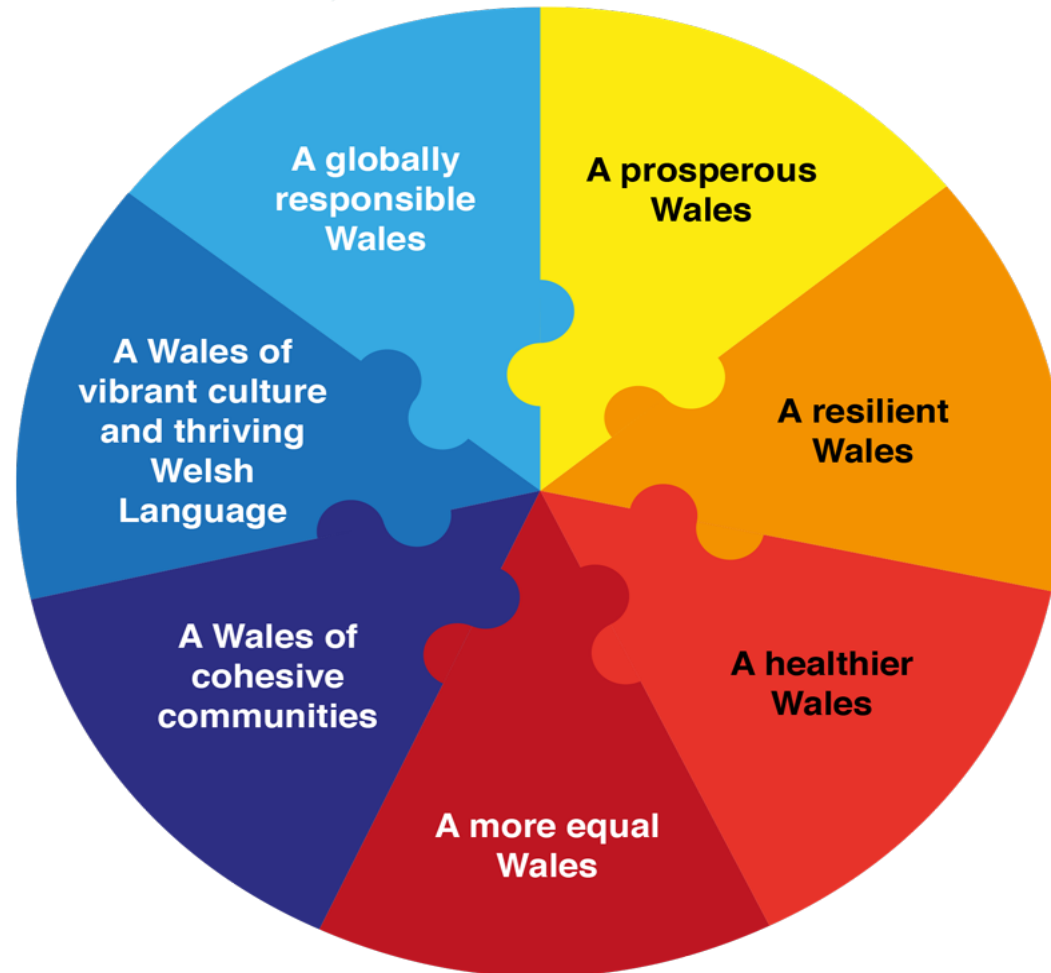 A prosperous
Wales
A resilient
Wales
A healthier
Wales
A more equal
Wales
A Wales of
cohesive
communities
A Wales of
vibrant culture
and thriving
Welsh
Language
A globally
responsible
Wales